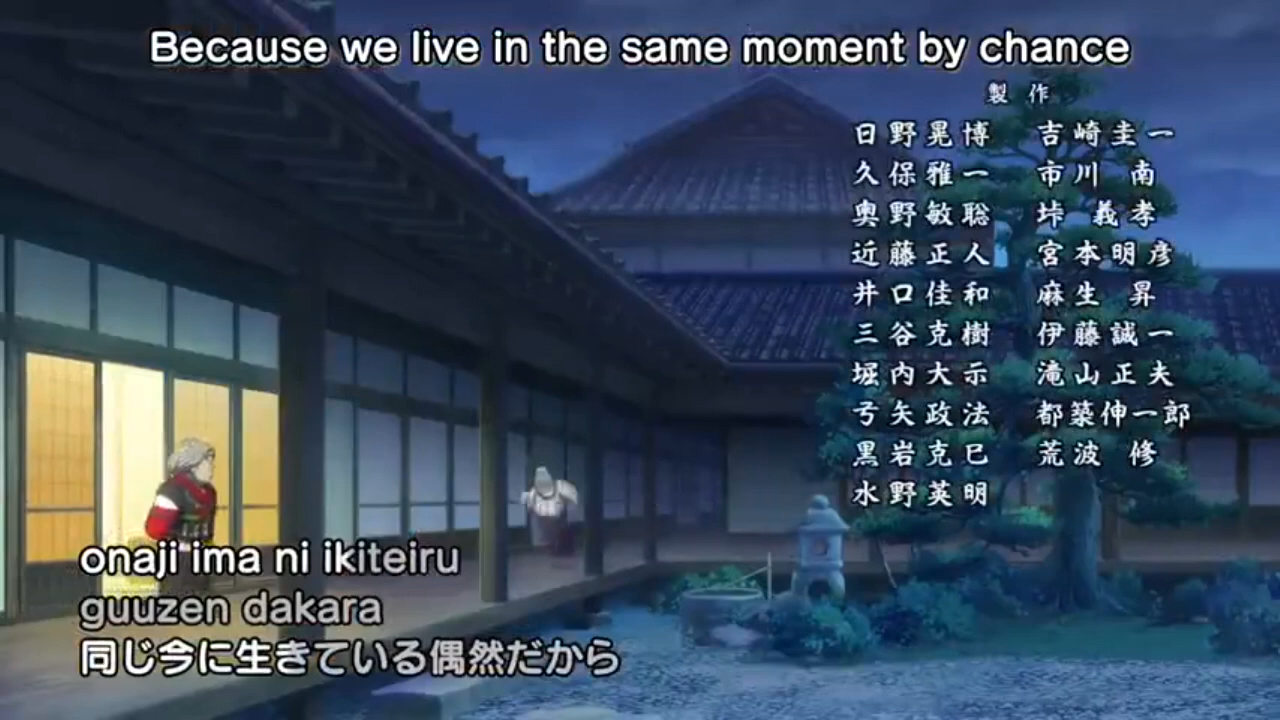 Because we live in the same moment by chance
製作
日野晃博 吉崎圭一
久保雅一 市川 南
奥野敏聡 垰 義孝
近藤正人 宮本明彦
井口佳和 麻生 昇
三谷克樹 伊藤誠一
堀内大示 滝山正夫
弓矢政法 都築伸一郎
黒岩克巳 荒波 修
水野英明
onaji ima ni ikiteiru
guuzen dakara
同じ今に生きている偶然だから